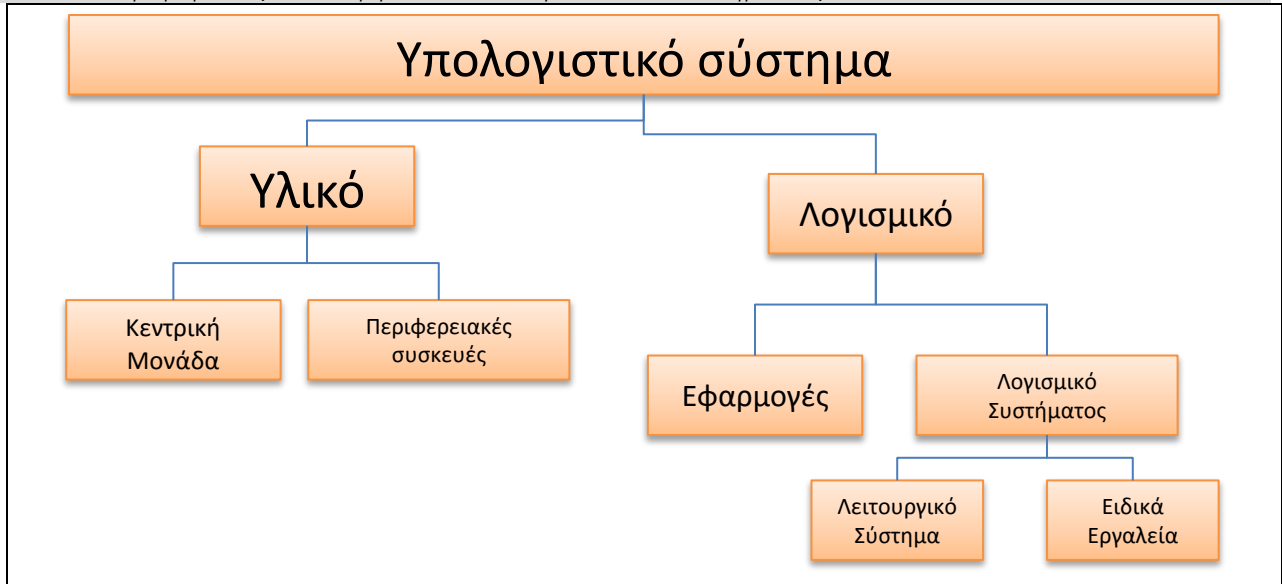 Υπολογιστικό σύστημα
Υλικό
Λογισμικό
Κεντρική
Μονάδα
Περιφερειακές
συσκευές
Εφαρμογές
Λογισμικό
Συστήματος
Λειτουργικό
Σύστημα
Ειδικά
Εργαλεία